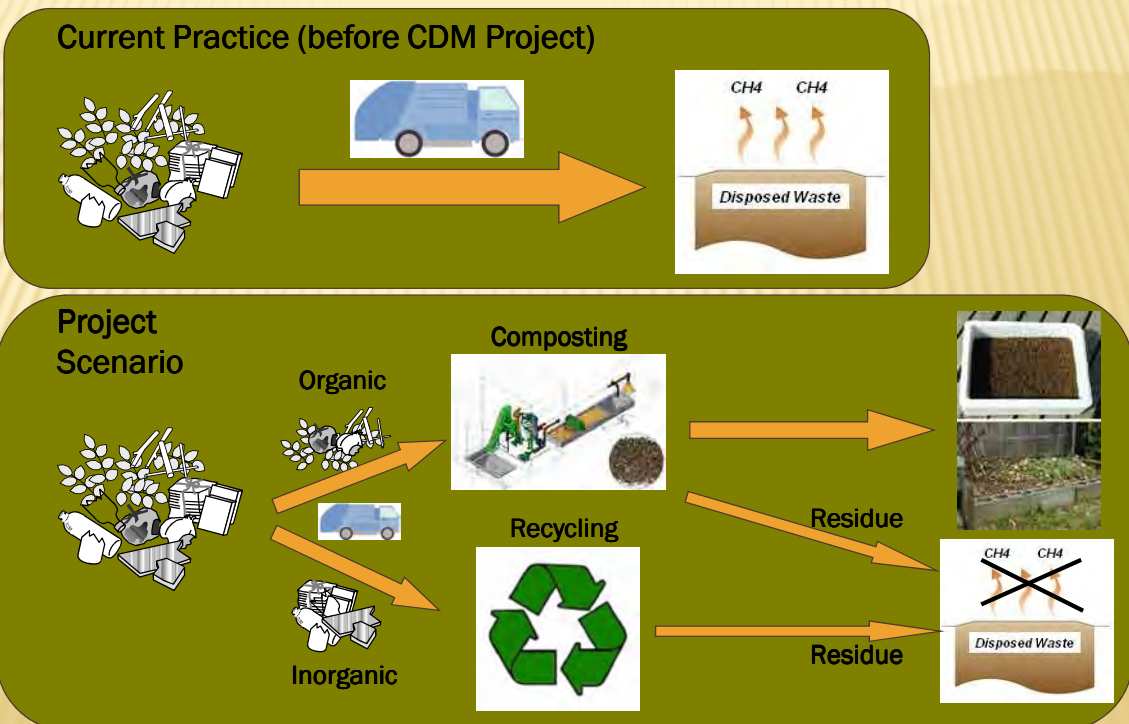 Current Practice (before CDM Project)
CH4 CH4
Disposed Waste
Project
Scenario
Organic
Composting
Recycling
Inorganic
Residue
CH4 CH4
Disposed Waste
Residue